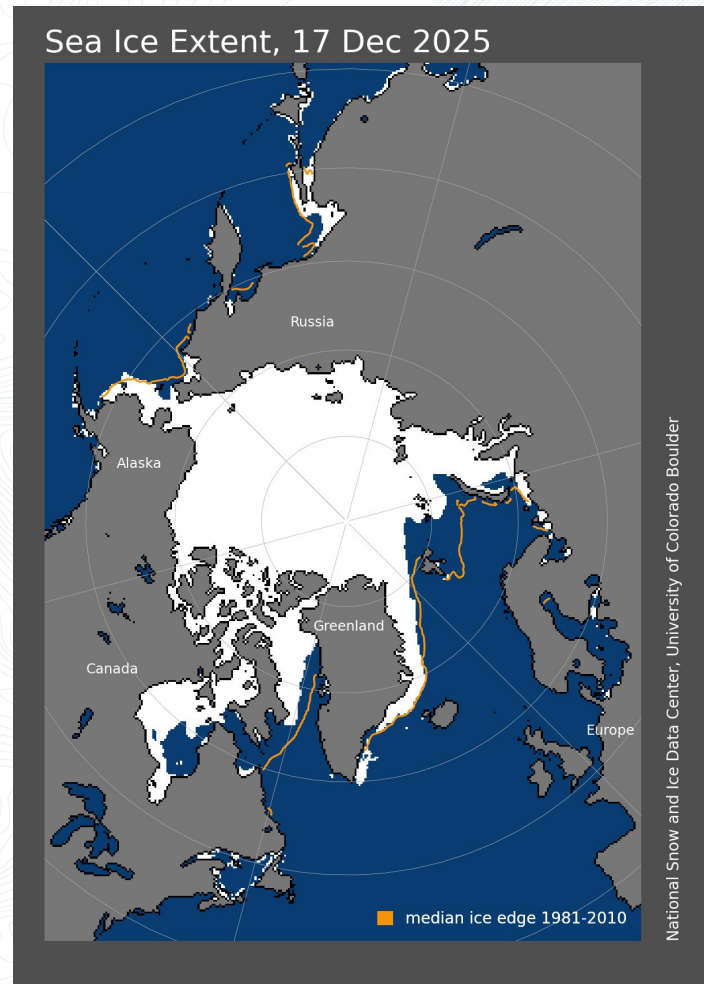 Sea Ice Extent, 17 Dec 2025
Russia
Alaska
Greenland
Canada
Europe
median ice edge 1981-2010
National Snow and Ice Data Center, University of Colorado Boulder